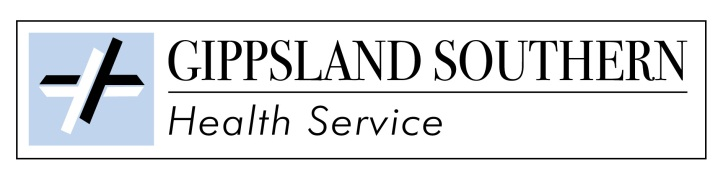 GIPPSLAND SOUTHERN
Health Service